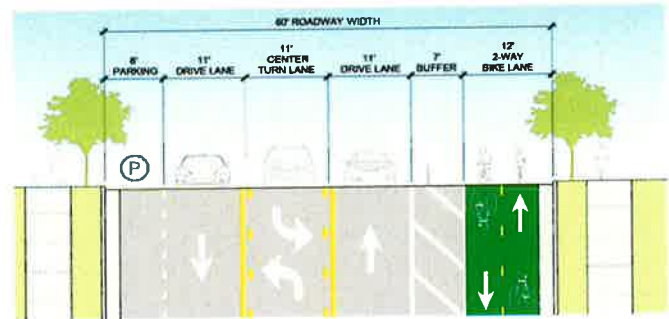 60' ROADWAY WIDTH
8' PARKING
11' DRIVE LANE
11' CENTER TURN LANE
11' DRIVE LANE
7' BUFFER
12' 2-WAY BIKE LANE
P